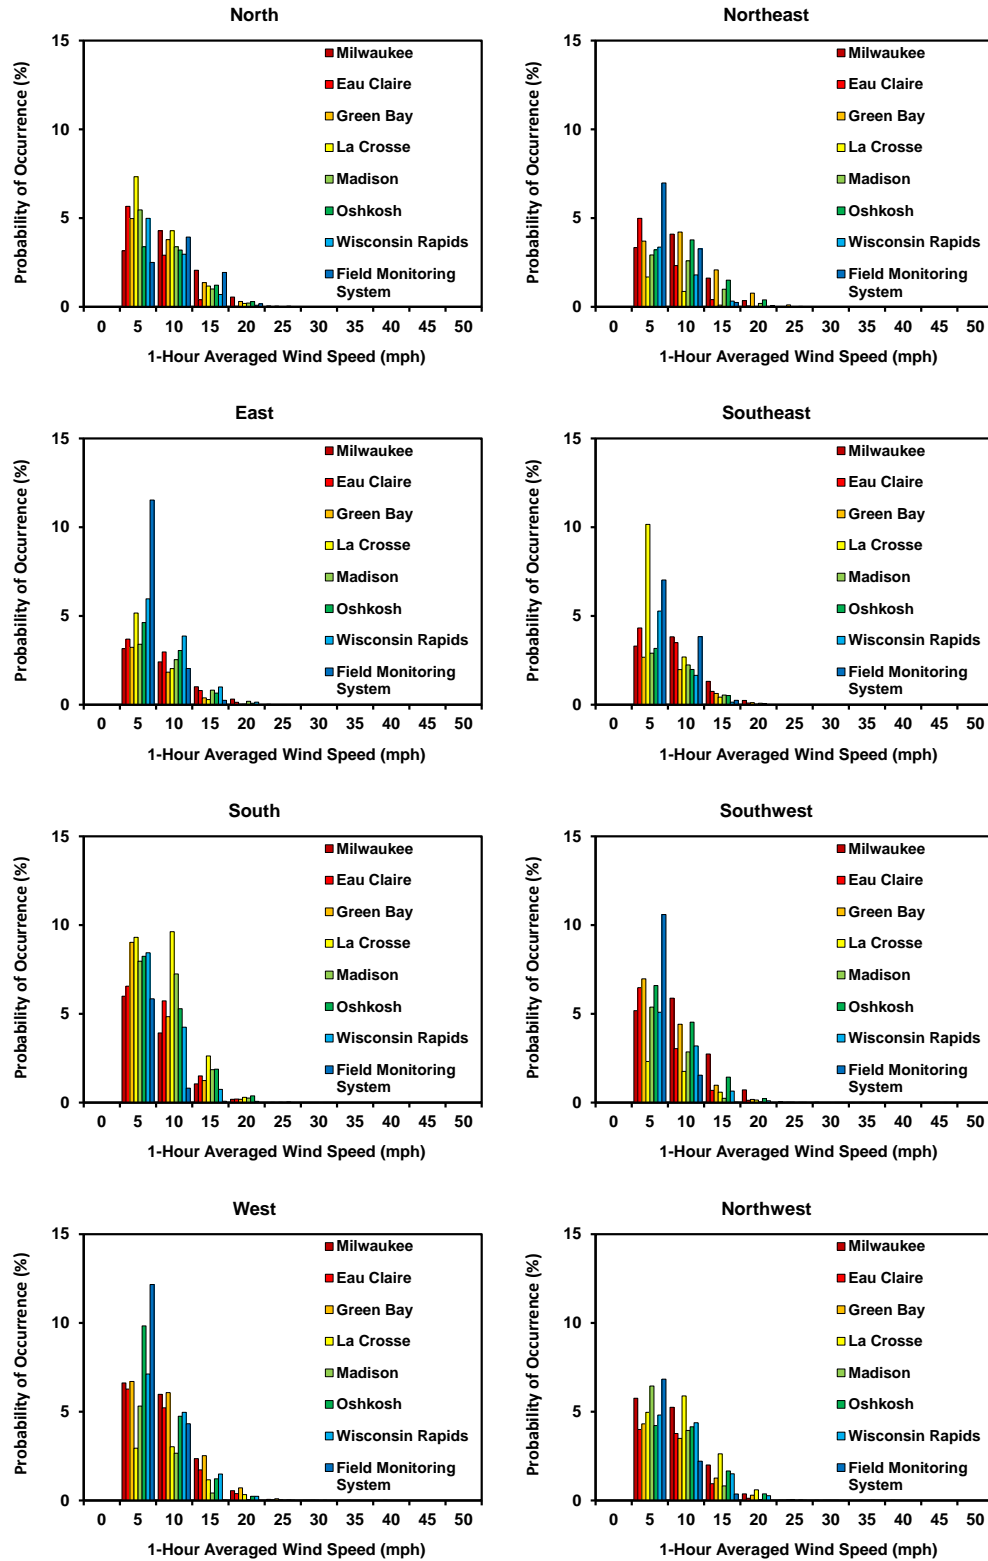 North
Probability of Occurrence (%)
15
10
5
0
Milwaukee
Eau Claire
Green Bay
La Crosse
Madison
Oshkosh
Wisconsin Rapids
Field Monitoring
System
0 5 10 15 20 25 30 35 40 45 50
1-Hour Averaged Wind Speed (mph)
Northeast
Probability of Occurrence (%)
15
10
5
0
Milwaukee
Eau Claire
Green Bay
La Crosse
Madison
Oshkosh
Wisconsin Rapids
Field Monitoring
System
0 5 10 15 20 25 30 35 40 45 50
1-Hour Averaged Wind Speed (mph)
East
Probability of Occurrence (%)
15
10
5
0
Milwaukee
Eau Claire
Green Bay
La Crosse
Madison
Oshkosh
Wisconsin Rapids
Field Monitoring
System
0 5 10 15 20 25 30 35 40 45 50
1-Hour Averaged Wind Speed (mph)
Southeast
Probability of Occurrence (%)
15
10
5
0
Milwaukee
Eau Claire
Green Bay
La Crosse
Madison
Oshkosh
Wisconsin Rapids
Field Monitoring
System
0 5 10 15 20 25 30 35 40 45 50
1-Hour Averaged Wind Speed (mph)
South
Probability of Occurrence (%)
15
10
5
0
Milwaukee
Eau Claire
Green Bay
La Crosse
Madison
Oshkosh
Wisconsin Rapids
Field Monitoring
System
0 5 10 15 20 25 30 35 40 45 50
1-Hour Averaged Wind Speed (mph)
Southwest
Probability of Occurrence (%)
15
10
5
0
Milwaukee
Eau Claire
Green Bay
La Crosse
Madison
Oshkosh
Wisconsin Rapids
Field Monitoring
System
0 5 10 15 20 25 30 35 40 45 50
1-Hour Averaged Wind Speed (mph)
West
Probability of Occurrence (%)
15
10
5
0
Milwaukee
Eau Claire
Green Bay
La Crosse
Madison
Oshkosh
Wisconsin Rapids
Field Monitoring
System
0 5 10 15 20 25 30 35 40 45 50
1-Hour Averaged Wind Speed (mph)
Northwest
Probability of Occurrence (%)
15
10
5
0
Milwaukee
Eau Claire
Green Bay
La Crosse
Madison
Oshkosh
Wisconsin Rapids
Field Monitoring
System
0 5 10 15 20 25 30 35 40 45 50
1-Hour Averaged Wind Speed (mph)